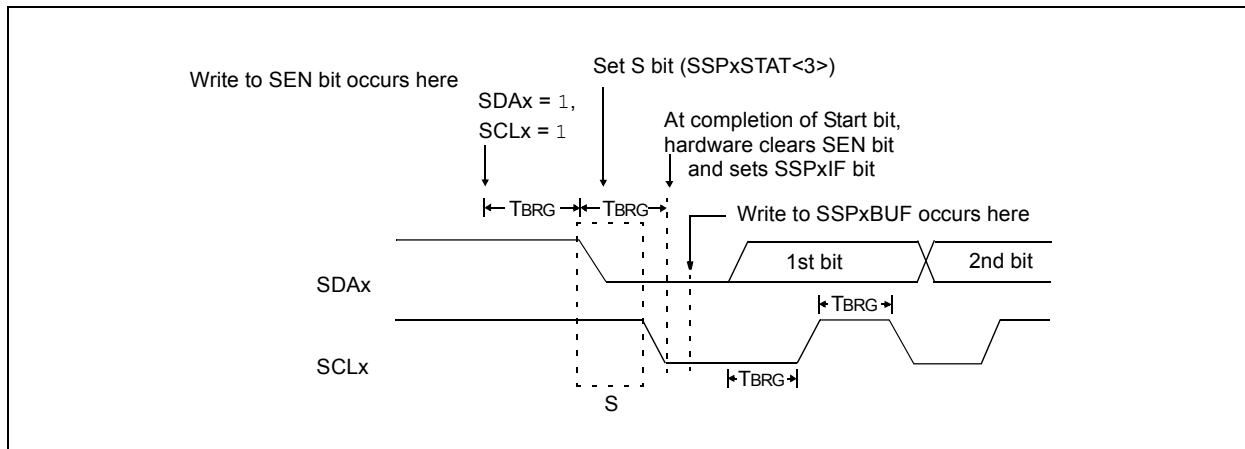 Write to SEN bit occurs here
Set S bit (SSPxSTAT<3>)
SDAx = 1,
SCLx = 1
At completion of Start bit,
hardware clears SEN bit
and sets SSPxIF bit
TBRG
TBRG
Write to SSPxBUF occurs here
SDAx
1st bit
2nd bit
TBRG
SCLx
TBRG
S